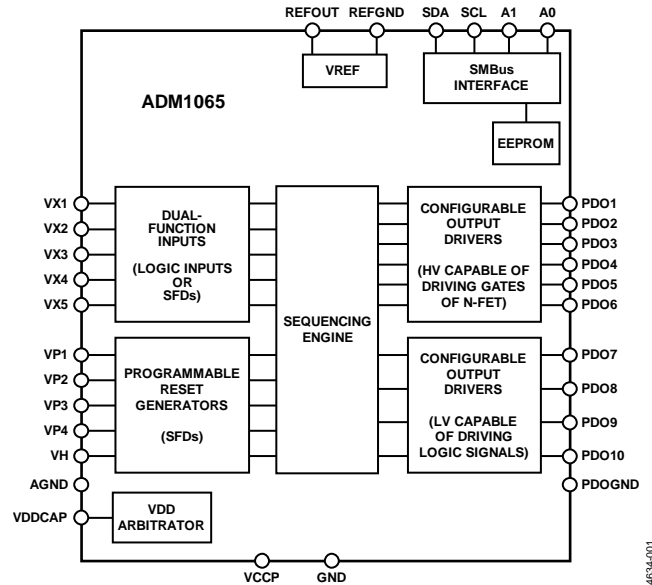 REFOUT REFGND SDA SCL A1 A0
VREF
SMBus
INTERFACE
ADM1065
EEPROM
VX1
VX2
VX3
VX4
VX5
DUAL-
FUNCTION
INPUTS
(LOGIC INPUTS
OR
SFDs)
VP1
VP2
VP3
VP4
VH
PROGRAMMABLE
RESET
GENERATORS
(SFDs)
SEQUENCING
ENGINE
CONFIGURABLE
OUTPUT
DRIVERS
(HV CAPABLE OF
DRIVING GATES
OF N-FET)
PDO1
PDO2
PDO3
PDO4
PDO5
PDO6
CONFIGURABLE
OUTPUT
DRIVERS
(LV CAPABLE
OF DRIVING
LOGIC SIGNALS)
PDO7
PDO8
PDO9
PDO10
AGND
PDOGND
VDDCAP
VDD
ARBITRATOR
VCCP GND